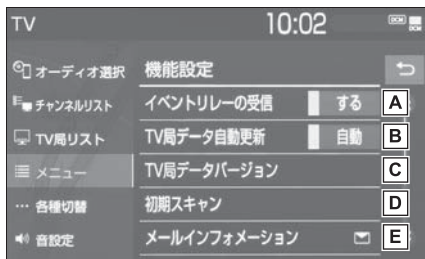 TV 10:02 DCM
オーディオ選択
チャンネルリスト
TV局リスト
メニュー
各種切替
音設定
機能設定
イベントリレーの受信 する A
TV局データ自動更新 自動 B
TV局データバージョン C
初期スキャン D
メールインフォメーション E